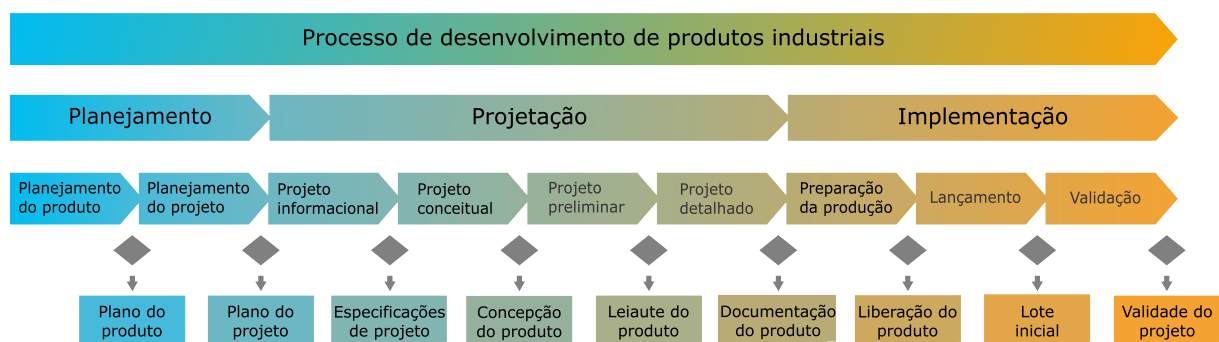 Processo de desenvolvimento de produtos industriais
Planejamento
Projetação
Implementação
Planejamento
do produto
Planejamento
do projeto
Projeto
informacional
Projeto
conceitual
Projeto
preliminar
Projeto
detalhado
Preparação
da produção
Lançamento
Validação
Plano do
produto
Plano do
projeto
Especificações
de projeto
Concepção
do produto
Leiaute do
produto
Documentação
do produto
Liberação do
produto
Lote
inicial
Validade do
projeto